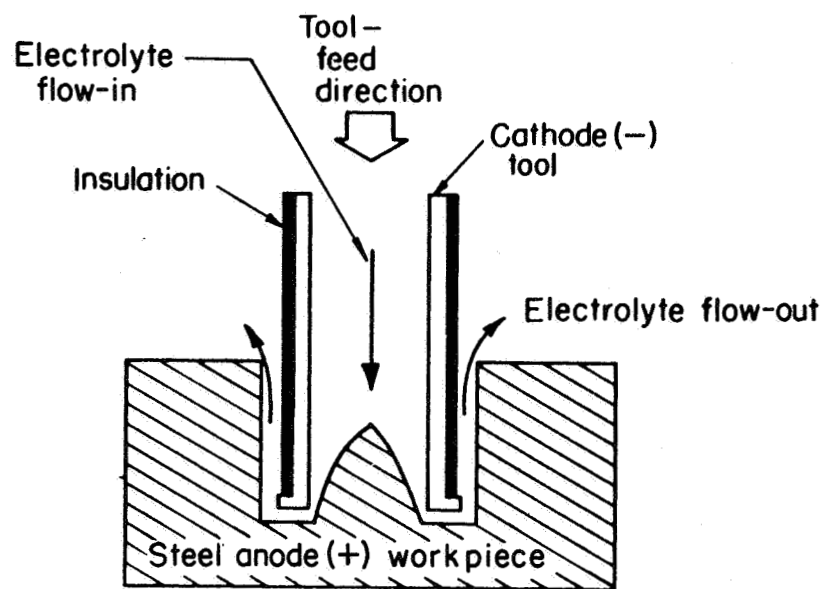 Electrolyte
flow-in
Tool-
feed
direction
Cathode (-)
tool
Insulation
Electrolyte flow-out
Steel anode (+) workpiece